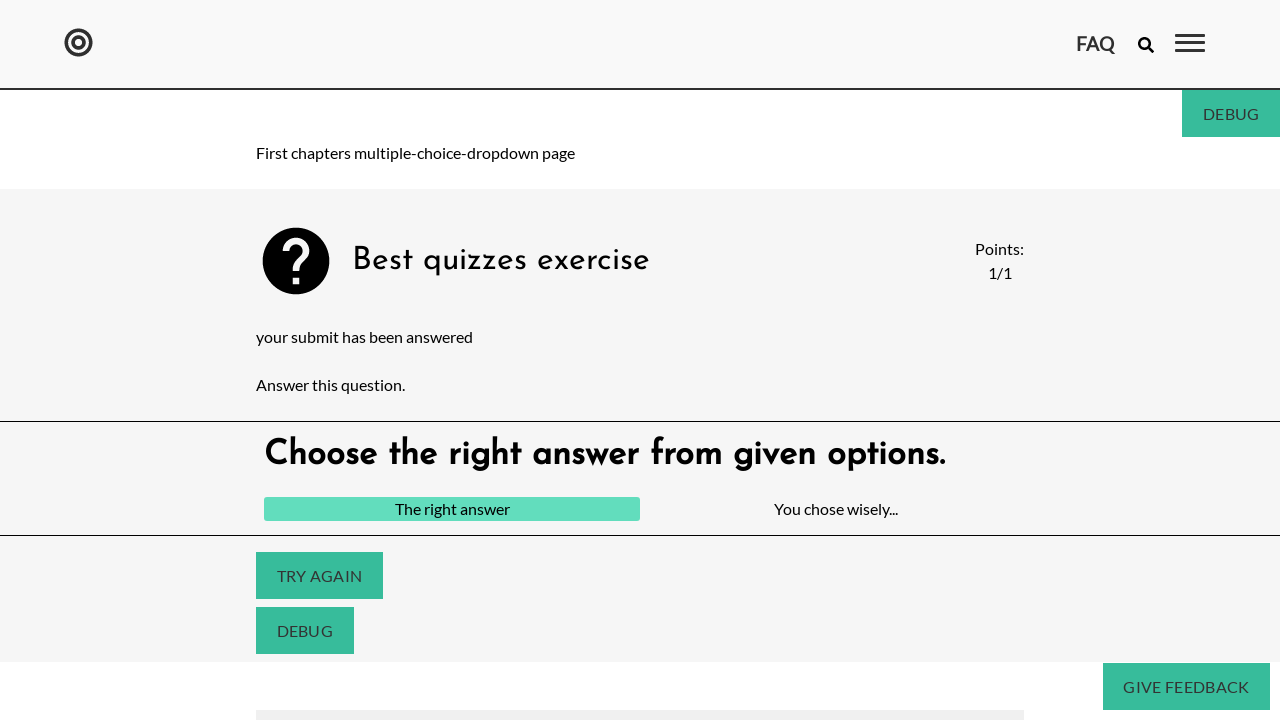 FAQ
DEBUG
First chapters multiple-choice-dropdown page
Best quizzes exercise
Points:
1/1
your submit has been answered
Answer this question.
Choose the right answer from given options.
The right answer
You chose wisely...
TRY AGAIN
DEBUG
GIVE FEEDBACK